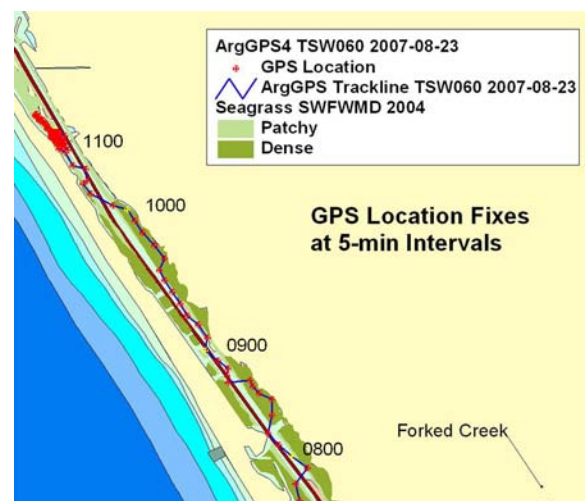 ArgGPS4 TSW060 2007-08-23
GPS Location
ArgGPS Trackline TSW060 2007-08-23
Seagrass SWFWMD 2004
Patchy
Dense
1100
1000
GPS Location Fixes
at 5-min Intervals
0900
Forked Creek
0800